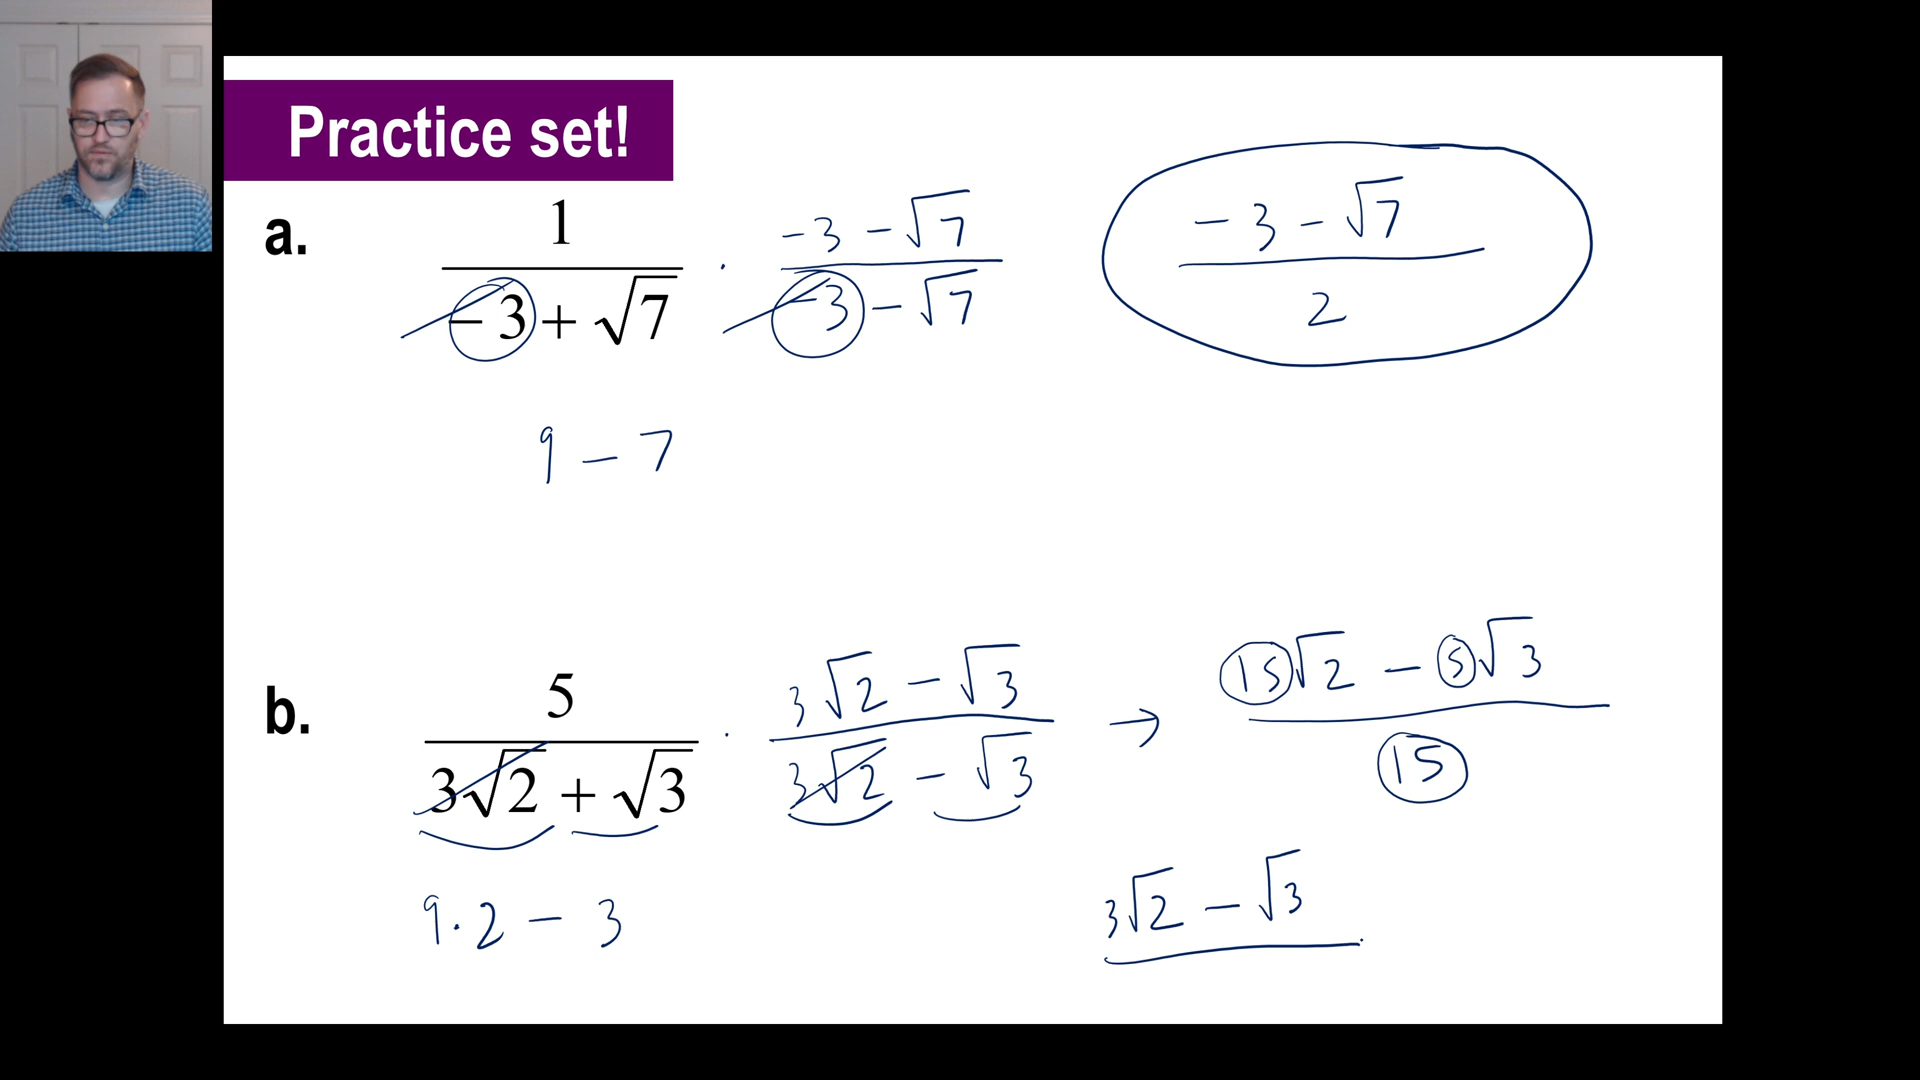 Practice set!
a. 1 / (−3 + √7) · (−3 − √7) / (−3 − √7)
(−3 − √7) / 2
9 − 7
b. 5 / (3√2 + √3) · (3√2 − √3) / (3√2 − √3) → (15√2 − 5√3) / 15
9·2 − 3
3√2 − √3